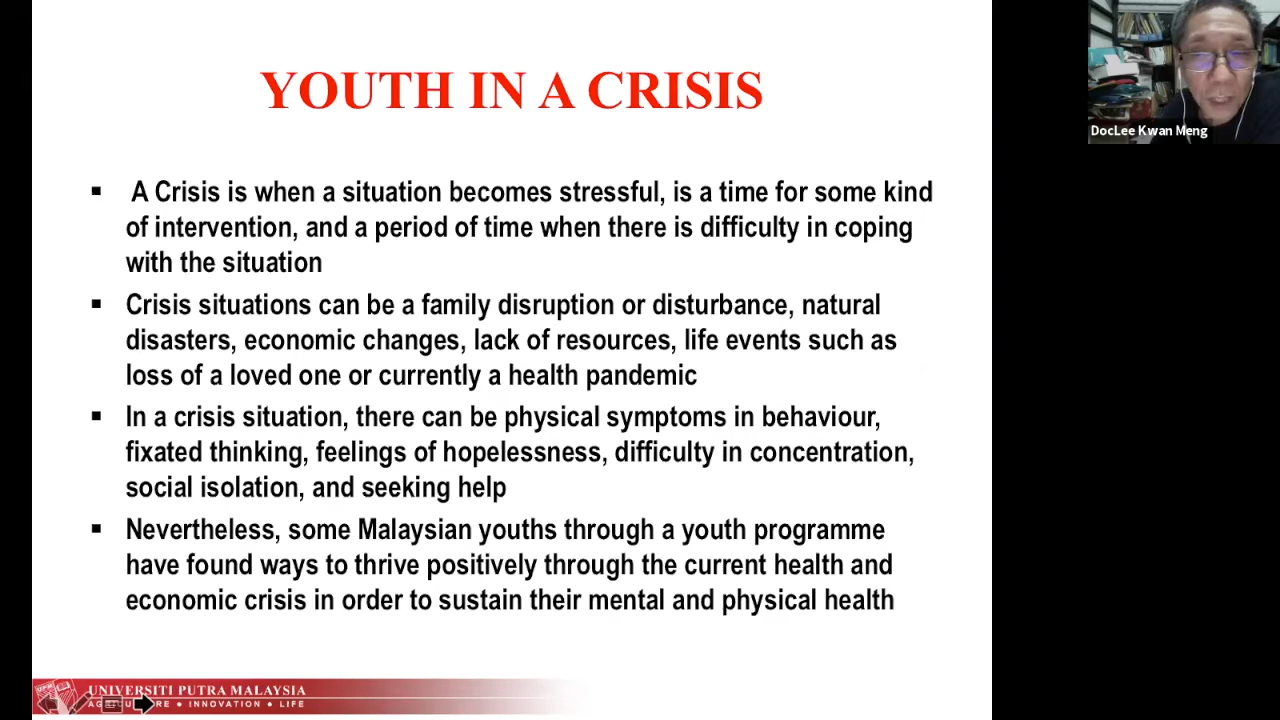 YOUTH IN A CRISIS
DocLee Kwan Meng
▪ A Crisis is when a situation becomes stressful, is a time for some kind
of intervention, and a period of time when there is difficulty in coping
with the situation
▪ Crisis situations can be a family disruption or disturbance, natural
disasters, economic changes, lack of resources, life events such as
loss of a loved one or currently a health pandemic
▪ In a crisis situation, there can be physical symptoms in behaviour,
fixated thinking, feelings of hopelessness, difficulty in concentration,
social isolation, and seeking help
▪ Nevertheless, some Malaysian youths through a youth programme
have found ways to thrive positively through the current health and
economic crisis in order to sustain their mental and physical health
UNIVERSITI PUTRA MALAYSIA
● INNOVATION ● LIFE